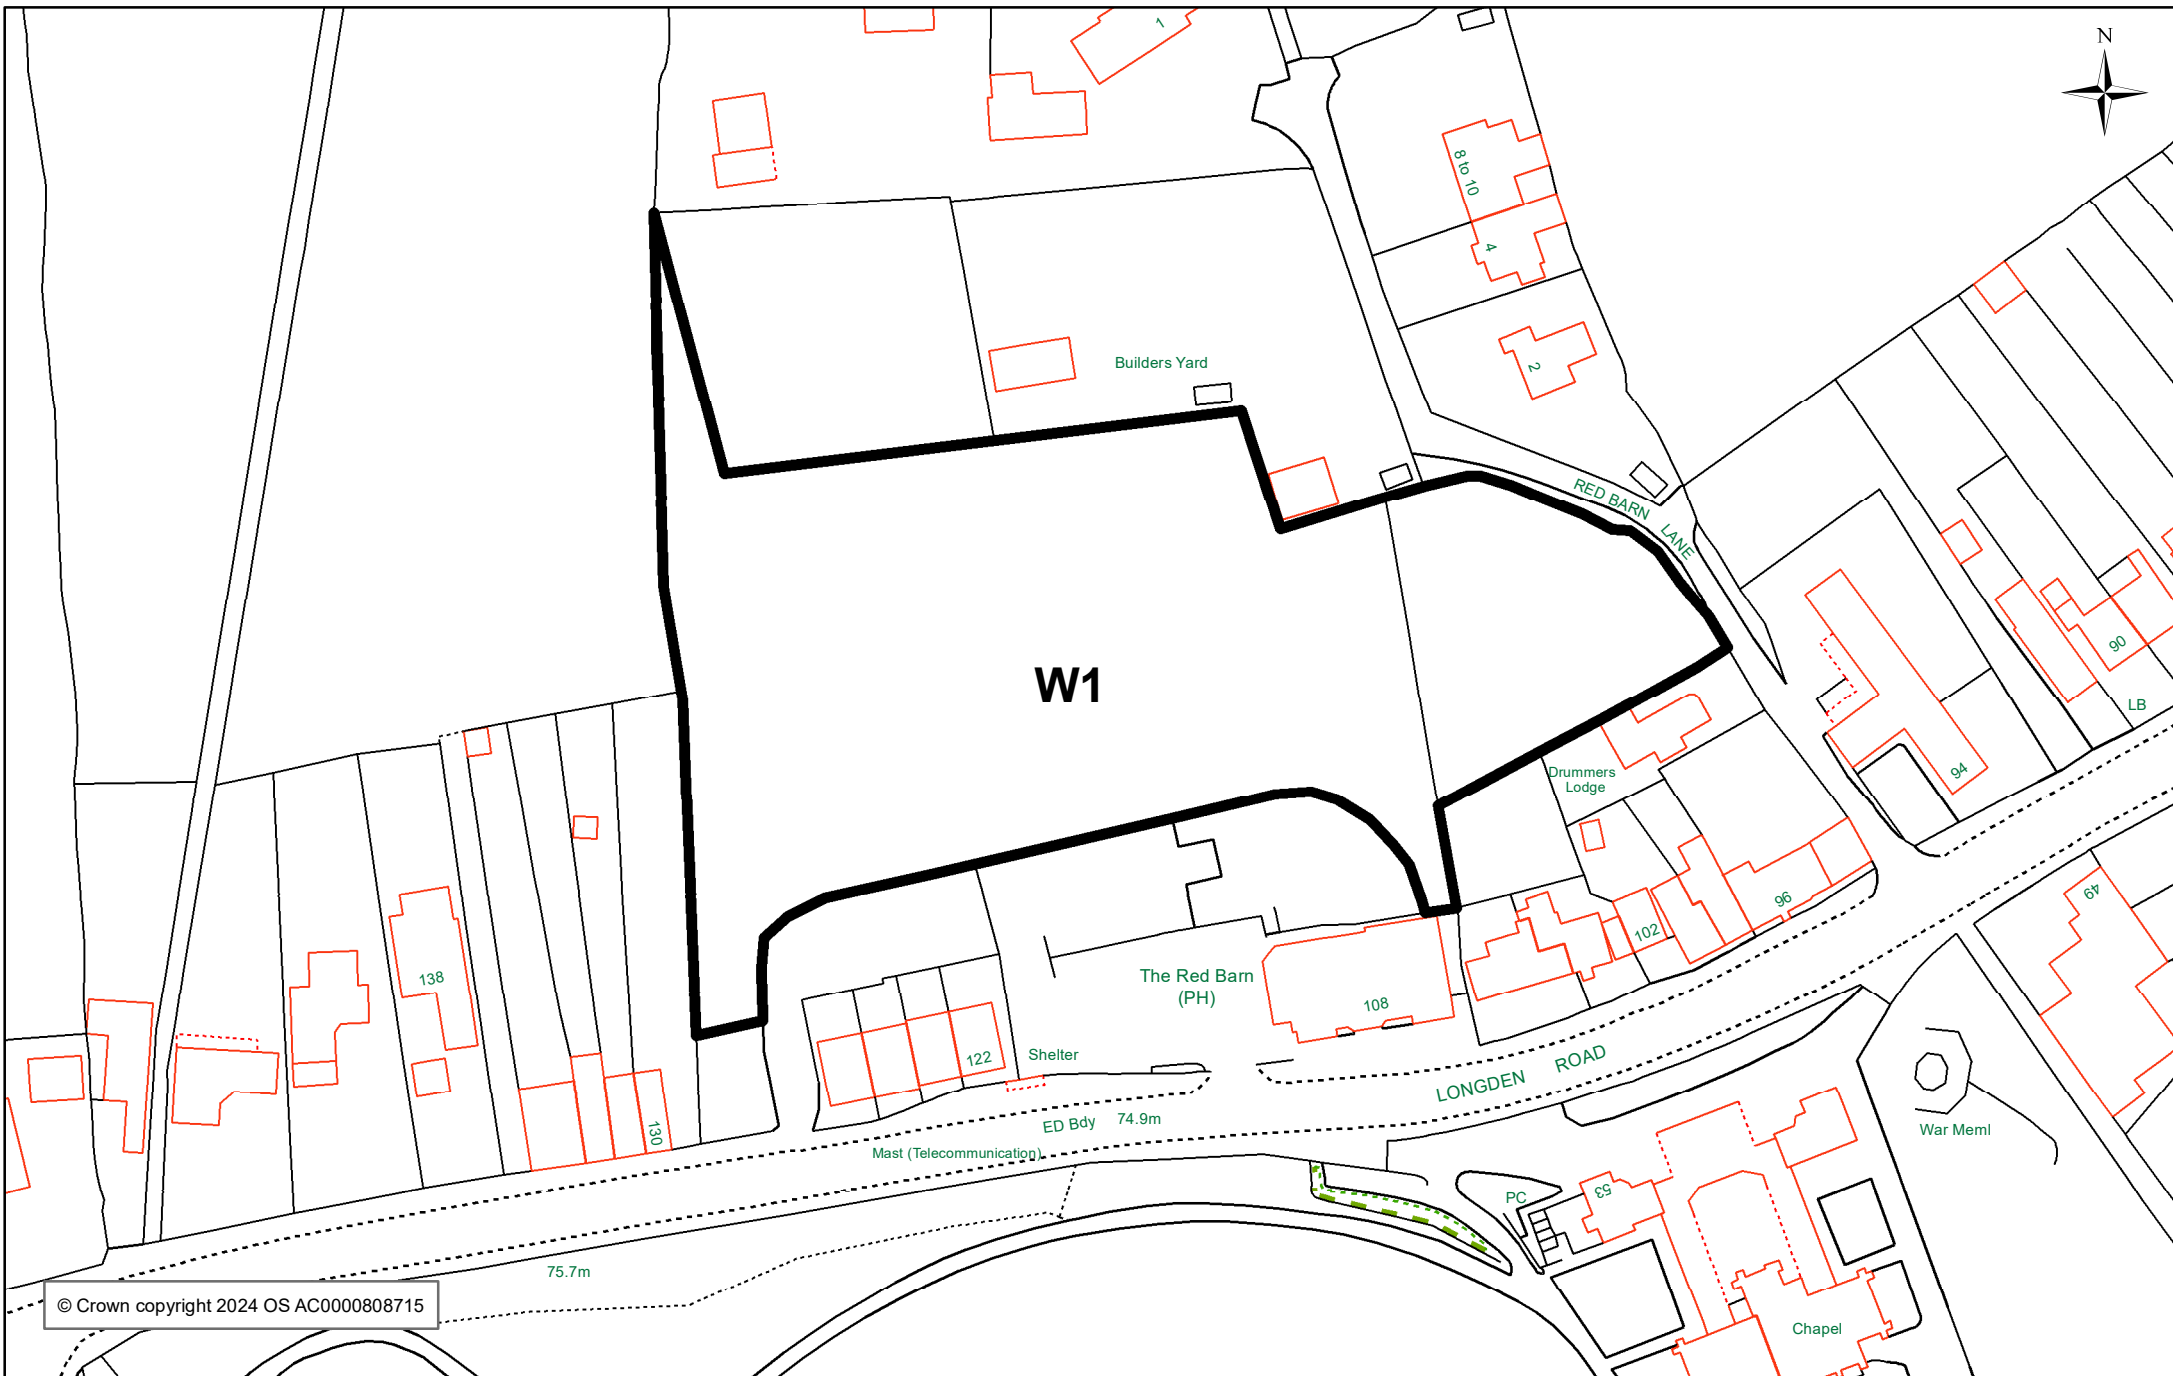 1
N
8 to 10
4
Builders Yard
2
RED BARN
LANE
W1
90
LB
94
Drummers
Lodge
49
96
102
138
The Red Barn
(PH)
108
122
Shelter
LONGDEN ROAD
130
ED Bdy 74.9m
Mast (Telecommunication)
War Meml
PC
53
75.7m
© Crown copyright 2024 OS AC0000808715
Chapel